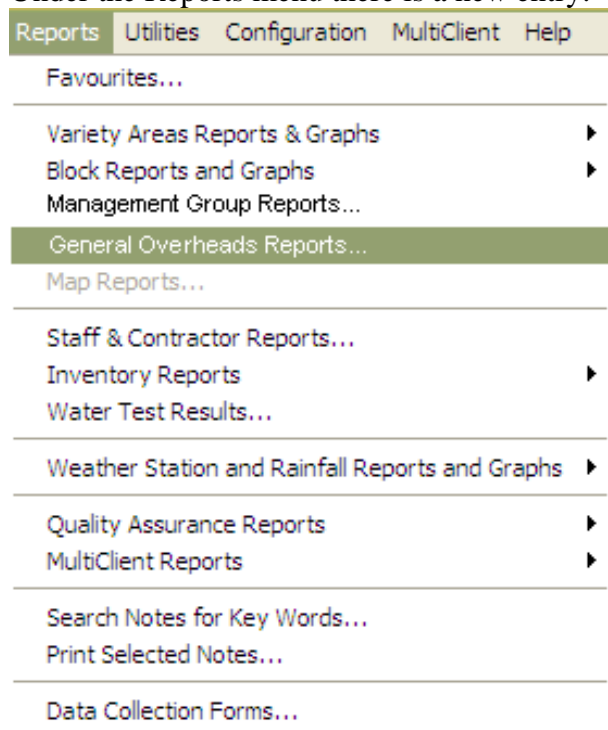 Under the Reports menu there is a new entry:
Reports Utilities Configuration MultiClient Help
Favourites...
Variety Areas Reports & Graphs
Block Reports and Graphs
Management Group Reports...
General Overheads Reports...
Map Reports...
Staff & Contractor Reports...
Inventory Reports
Water Test Results...
Weather Station and Rainfall Reports and Graphs
Quality Assurance Reports
MultiClient Reports
Search Notes for Key Words...
Print Selected Notes...
Data Collection Forms...